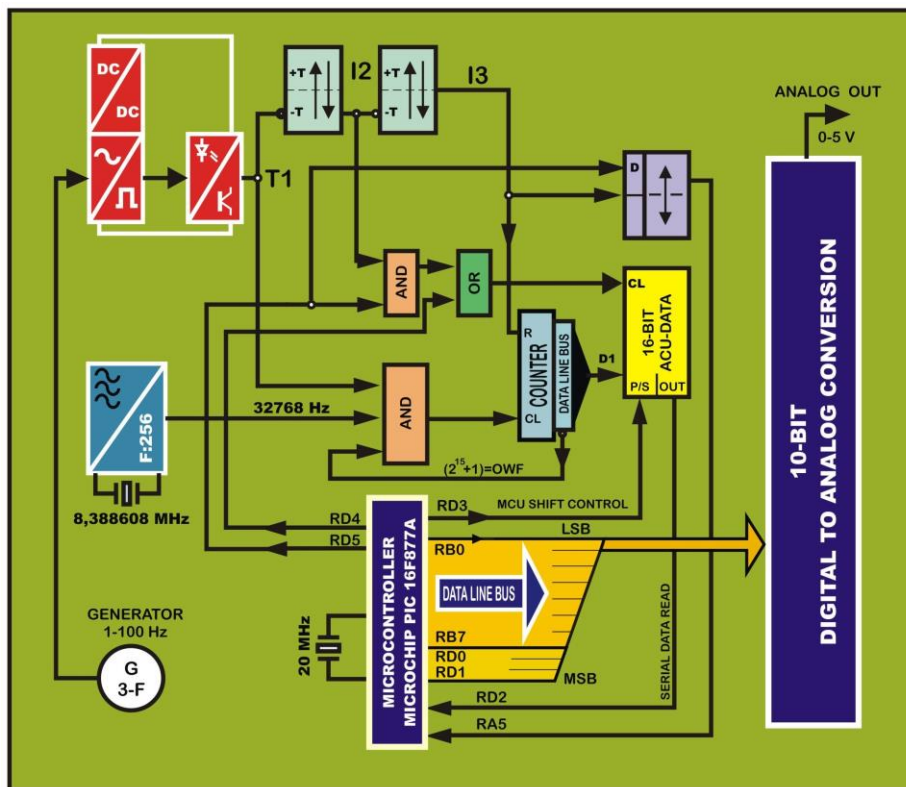 DC
DC
T1
+T
-T
I2
+T
-T
I3
ANALOG OUT
0-5 V
D
AND
OR
CL
16-BIT
ACU-DATA
P/S
OUT
R
COUNTER
CL
DATA LINE BUS
D1
F:256
8,388608 MHz
32768 Hz
AND
(2¹⁵+1)=OWF
RD3
MCU SHIFT CONTROL
RD4
RD5
LSB
RB0
DATA LINE BUS
RB7
RD0
RD1
MSB
RD2
RA5
SERIAL DATA READ
MICROCONTROLLER
MICROCHIP PIC 16F877A
20 MHz
GENERATOR
1-100 Hz
G
3-F
10-BIT
DIGITAL TO ANALOG CONVERSION